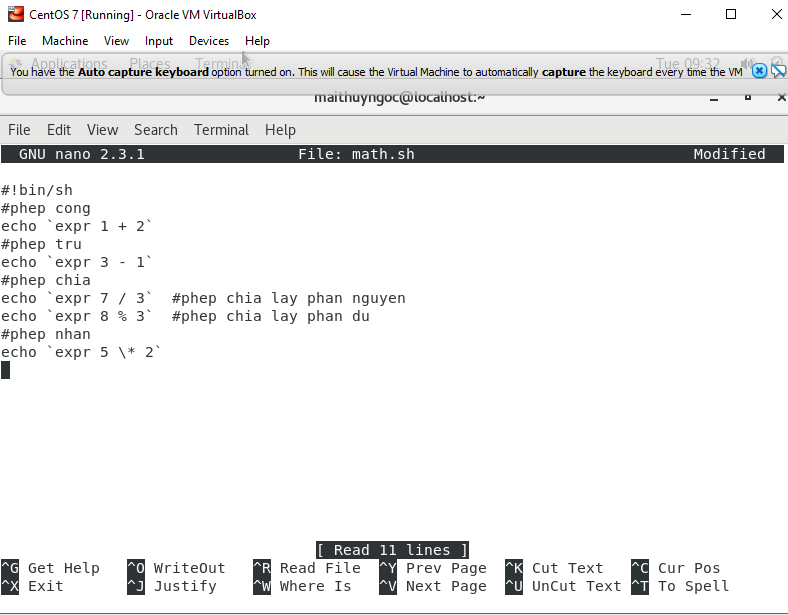 CentOS 7 [Running] - Oracle VM VirtualBox
File Machine View Input Devices Help
Applications Places Terminal Tue 09:32
You have the Auto capture keyboard option turned on. This will cause the Virtual Machine to automatically capture the keyboard every time the VM
maithuyngoc@localhost:~
File Edit View Search Terminal Help
GNU nano 2.3.1 File: math.sh Modified
#!bin/sh
#phep cong
echo `expr 1 + 2`
#phep tru
echo `expr 3 - 1`
#phep chia
echo `expr 7 / 3`  #phep chia lay phan nguyen
echo `expr 8 % 3`  #phep chia lay phan du
#phep nhan
echo `expr 5 \* 2`
[ Read 11 lines ]
^G Get Help ^O WriteOut ^R Read File ^Y Prev Page ^K Cut Text ^C Cur Pos
^X Exit ^J Justify ^W Where Is ^V Next Page ^U UnCut Text ^T To Spell